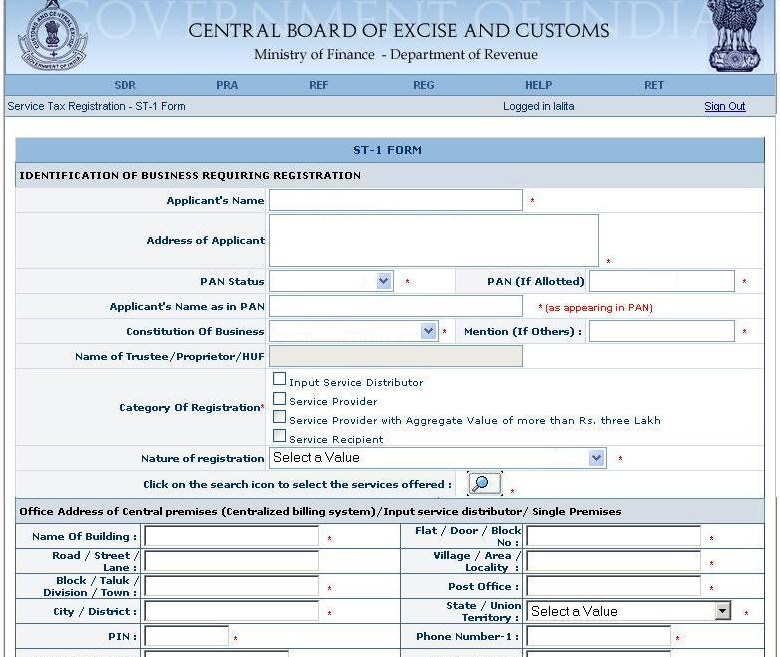 GOVERNMENT OF INDIA
CENTRAL BOARD OF EXCISE AND CUSTOMS
Ministry of Finance - Department of Revenue
SDR PRA REF REG HELP RET
Service Tax Registration - ST-1 Form Logged in lalita Sign Out
ST-1 FORM
IDENTIFICATION OF BUSINESS REQUIRING REGISTRATION
Applicant's Name *
Address of Applicant *
PAN Status * PAN (If Allotted) *
Applicant's Name as in PAN * (as appearing in PAN)
Constitution Of Business * Mention (If Others) : *
Name of Trustee/Proprietor/HUF
Input Service Distributor
Service Provider
Category Of Registration*
Service Provider with Aggregate Value of more than Rs. three Lakh
Service Recipient
Nature of registration Select a Value *
Click on the search icon to select the services offered : *
Office Address of Central premises (Centralized billing system)/Input service distributor/ Single Premises
Name Of Building : * Flat / Door / Block No : *
Road / Street / Lane : Village / Area / Locality : *
Block / Taluk / Division / Town : * Post Office : *
City / District : * State / Union Territory : Select a Value *
PIN : * Phone Number-1 : *